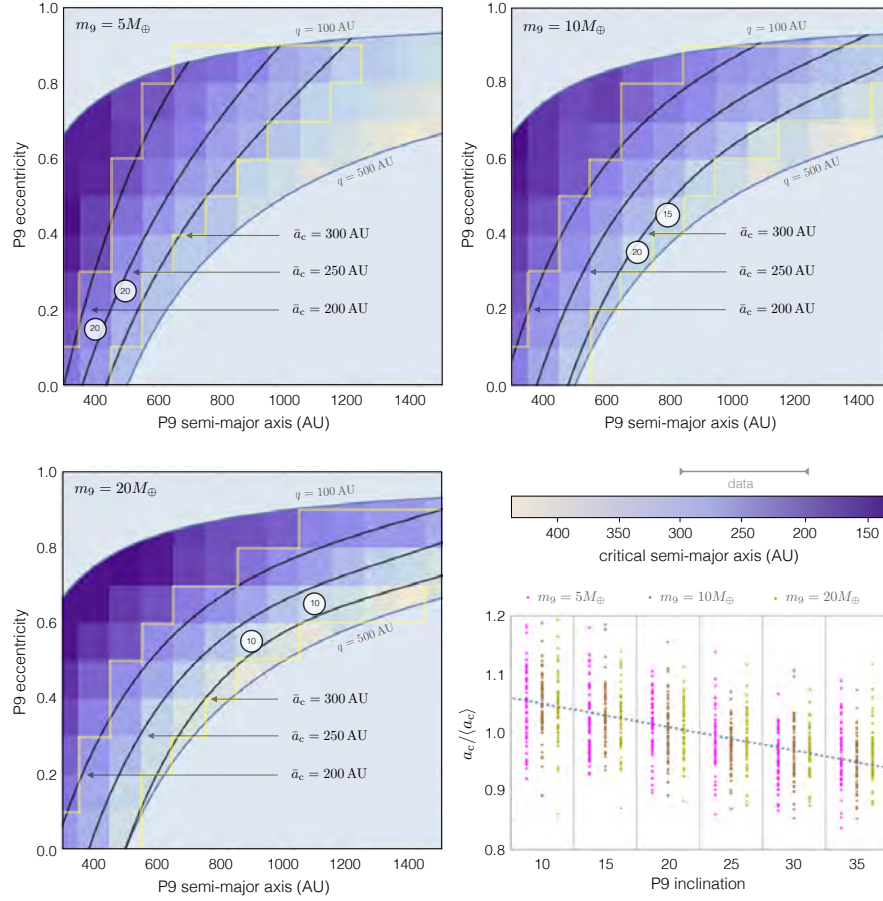 m₉ = 5M⊕
q = 100 AU
1.0
0.8
0.6
0.4
0.2
0.0
P9 eccentricity
q = 500 AU
ā_c = 300 AU
ā_c = 250 AU
ā_c = 200 AU
20
20
400 600 800 1000 1200 1400
P9 semi-major axis (AU)
m₉ = 10M⊕
q = 100 AU
1.0
0.8
0.6
0.4
0.2
0.0
P9 eccentricity
q = 500 AU
15
20
ā_c = 300 AU
ā_c = 250 AU
ā_c = 200 AU
400 600 800 1000 1200 1400
P9 semi-major axis (AU)
m₉ = 20M⊕
q = 100 AU
1.0
0.8
0.6
0.4
0.2
0.0
P9 eccentricity
10
10
q = 500 AU
ā_c = 300 AU
ā_c = 250 AU
ā_c = 200 AU
400 600 800 1000 1200 1400
P9 semi-major axis (AU)
data
400 350 300 250 200 150
critical semi-major axis (AU)
m₉ = 5M⊕ m₉ = 10M⊕ m₉ = 20M⊕
1.2
1.1
1.0
0.9
0.8
a_c/⟨a_c⟩
10 15 20 25 30 35
P9 inclination